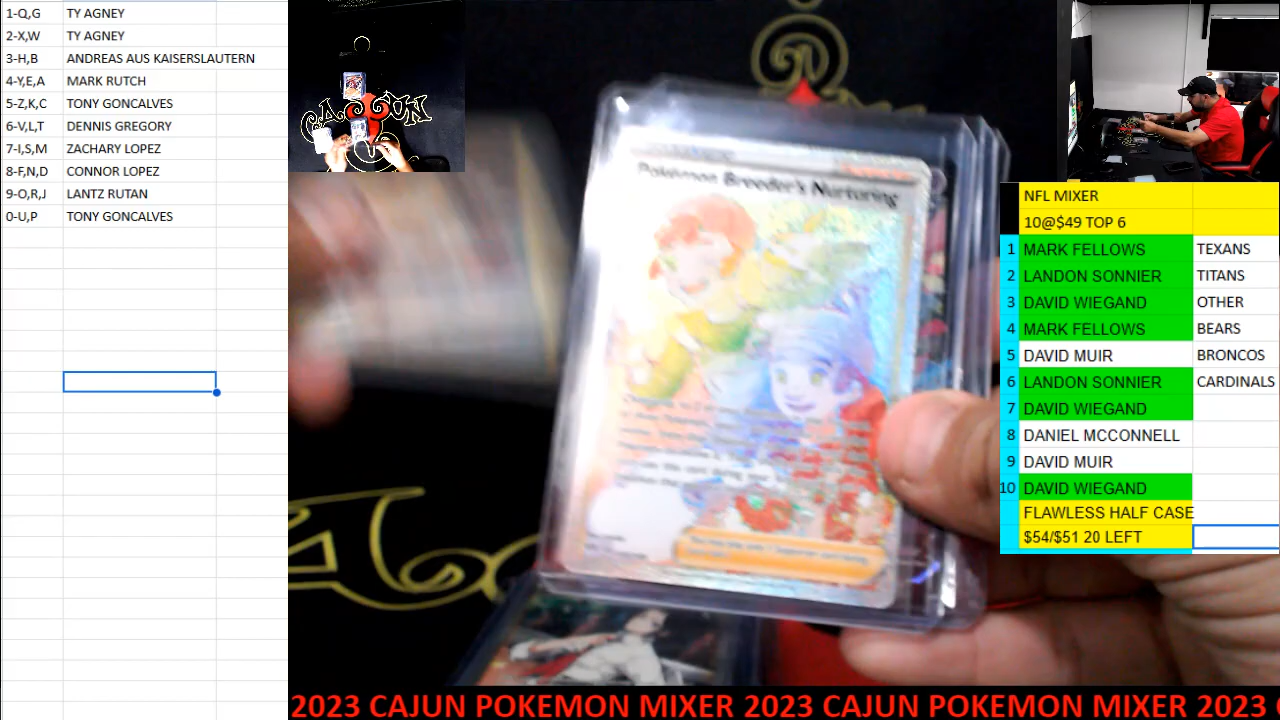 1-Q,G TY AGNEY
2-X,W TY AGNEY
3-H,B ANDREAS AUS KAISERSLAUTERN
4-Y,E,A MARK RUTCH
5-Z,K,C TONY GONCALVES
6-V,L,T DENNIS GREGORY
7-I,S,M ZACHARY LOPEZ
8-F,N,D CONNOR LOPEZ
9-O,R,J LANTZ RUTAN
0-U,P TONY GONCALVES
CAJUN
Pokémon Breeder's Nurturing
NFL MIXER
10@$49 TOP 6
1 MARK FELLOWS TEXANS
2 LANDON SONNIER TITANS
3 DAVID WIEGAND OTHER
4 MARK FELLOWS BEARS
5 DAVID MUIR BRONCOS
6 LANDON SONNIER CARDINALS
7 DAVID WIEGAND
8 DANIEL MCCONNELL
9 DAVID MUIR
10 DAVID WIEGAND
FLAWLESS HALF CASE
$54/$51 20 LEFT
2023 CAJUN POKEMON MIXER 2023 CAJUN POKEMON MIXER 2023